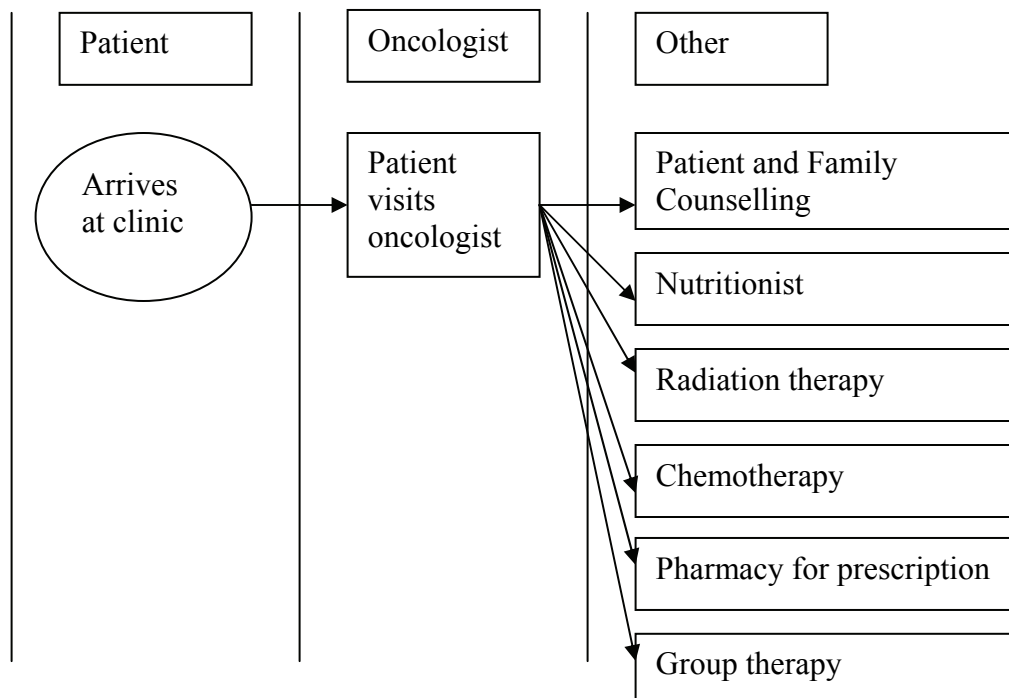 Patient
Oncologist
Other
Arrives
at clinic
Patient
visits
oncologist
Patient and Family
Counselling
Nutritionist
Radiation therapy
Chemotherapy
Pharmacy for prescription
Group therapy